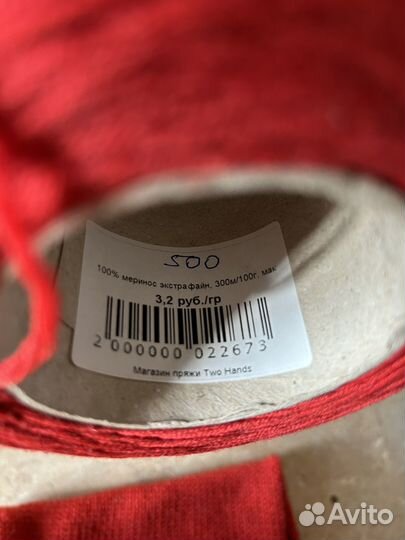 500
100% меринос экстрафайн, 300м/100г, мак
3,2 руб./гр
2 000000 022673
Магазин пряжи Two Hands
Avito